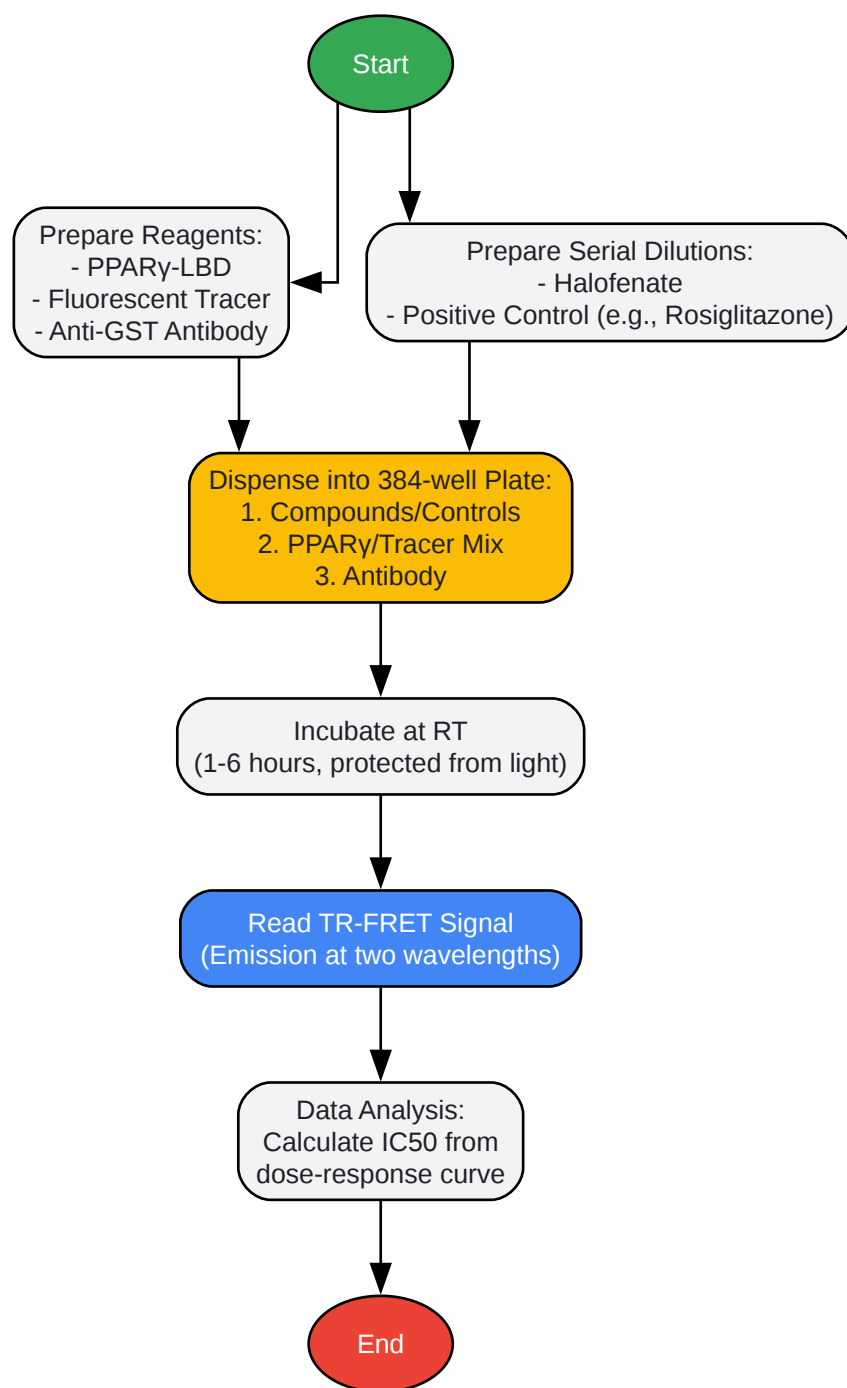 Start
Prepare Reagents:
- PPARγ-LBD
- Fluorescent Tracer
- Anti-GST Antibody
Prepare Serial Dilutions:
- Halofenate
- Positive Control (e.g., Rosiglitazone)
Dispense into 384-well Plate:
1. Compounds/Controls
2. PPARγ/Tracer Mix
3. Antibody
Incubate at RT
(1-6 hours, protected from light)
Read TR-FRET Signal
(Emission at two wavelengths)
Data Analysis:
Calculate IC50 from
dose-response curve
End